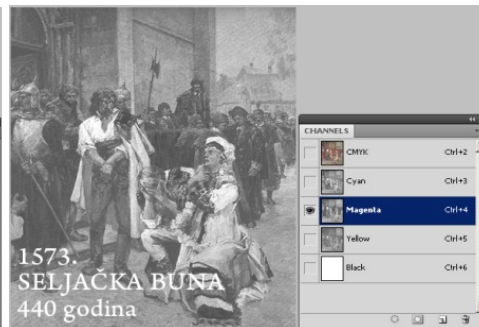 1573.
SELJAČKA BUNA
440 godina
CHANNELS
CMYK Ctrl+2
Cyan Ctrl+3
Magenta Ctrl+4
Yellow Ctrl+5
Black Ctrl+6